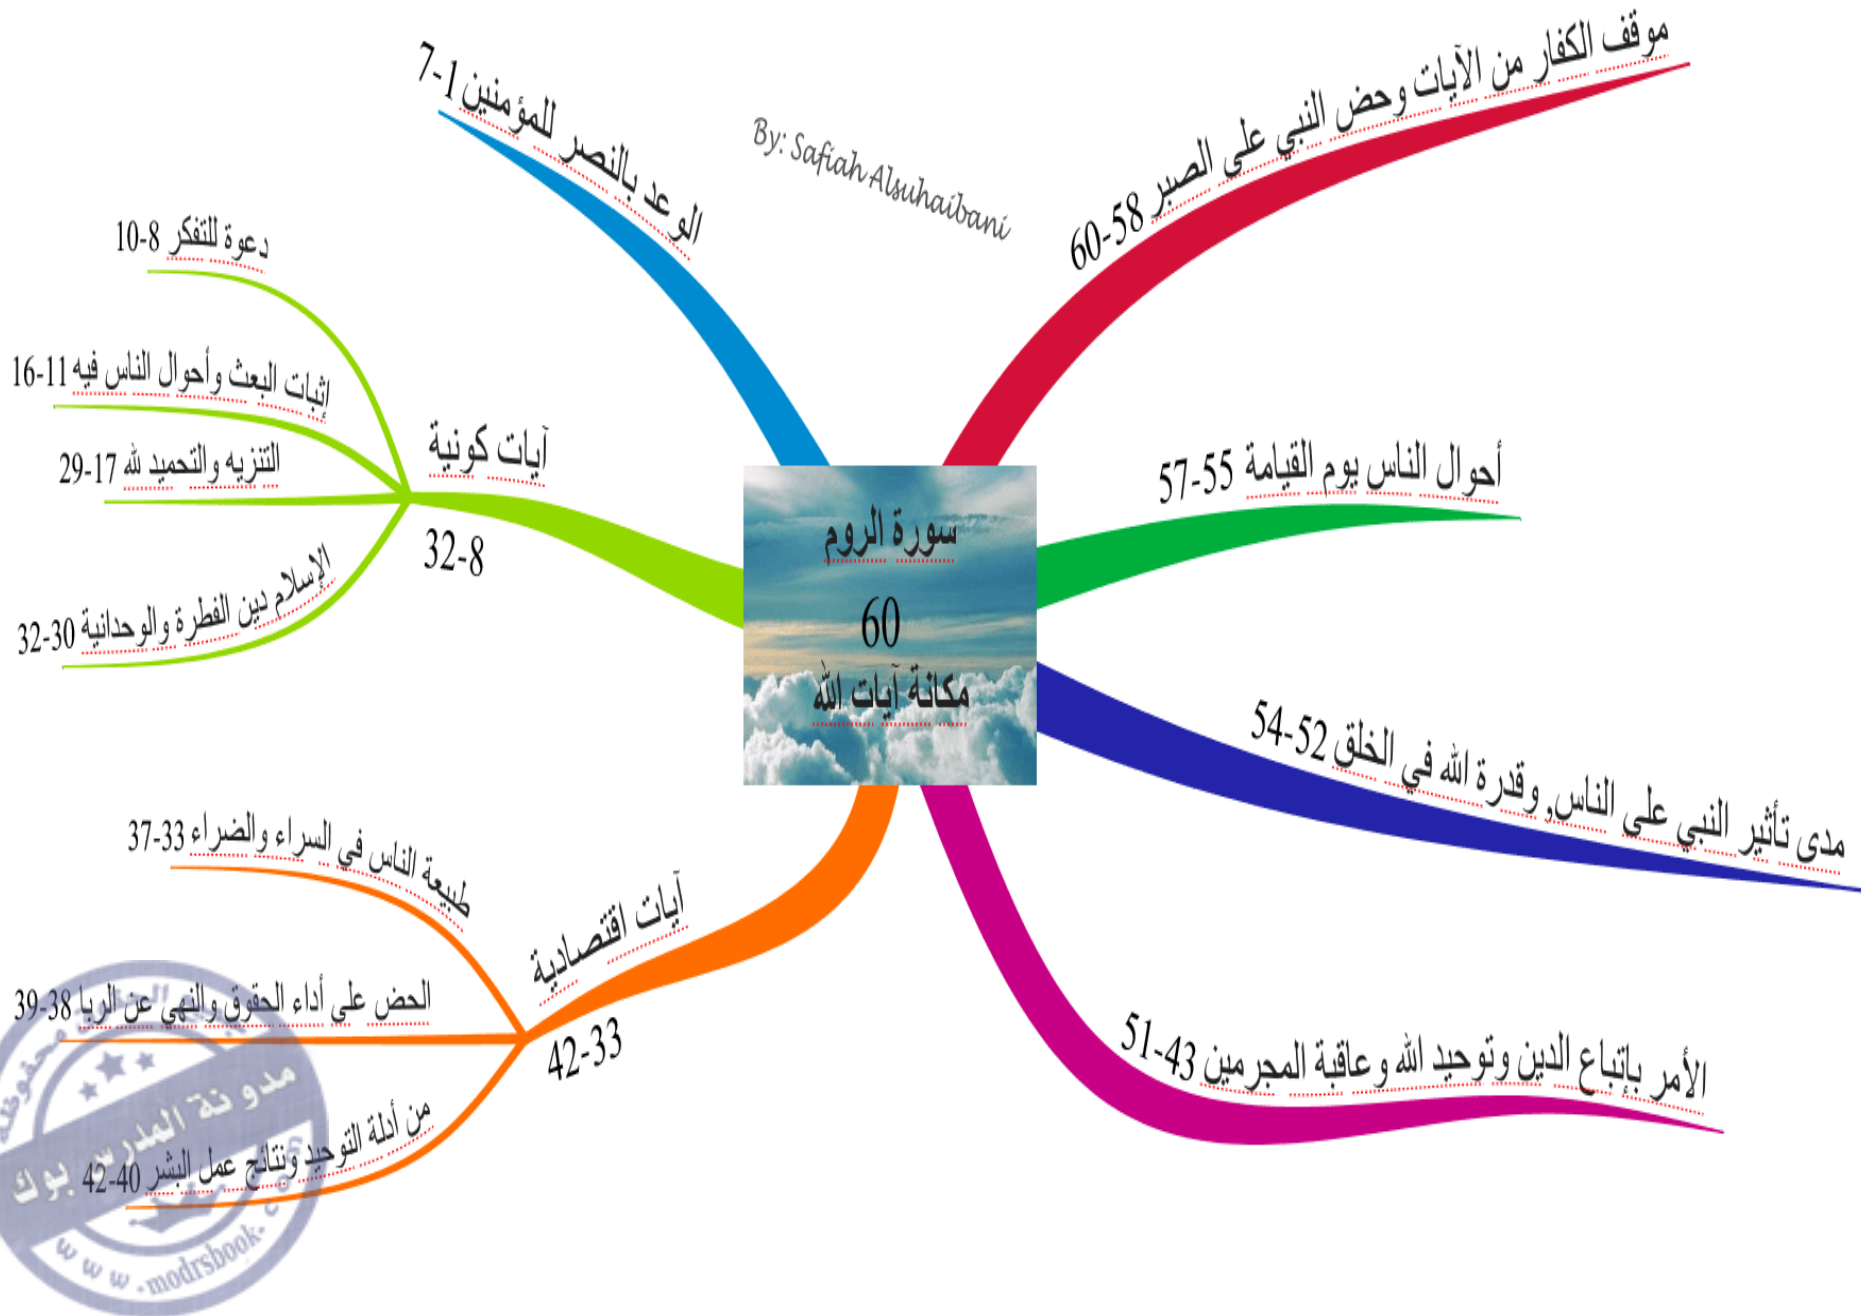 سورة الروم
60
مكانة آيات الله
By: Safiah Alsuhaibani
الوعد بالنصر للمؤمنين 1-7
آيات كونية
8-32
دعوة للتفكر 8-10
إثبات البعث وأحوال الناس فيه 11-16
التنزيه والتحميد لله 17-29
الإسلام دين الفطرة والوحدانية 30-32
آيات اقتصادية
33-42
طبيعة الناس في السراء والضراء 33-37
الحض على أداء الحقوق والنهي عن الربا 38-39
من أدلة التوحيد ونتائج عمل البشر 40-42
الأمر بإتباع الدين وتوحيد الله وعاقبة المجرمين 43-51
مدى تأثير النبي على الناس, وقدرة الله في الخلق 52-54
أحوال الناس يوم القيامة 55-57
موقف الكفار من الآيات وحض النبي على الصبر 58-60
محفوظة
مدونة المدرس بوك
www.modrsbook.com